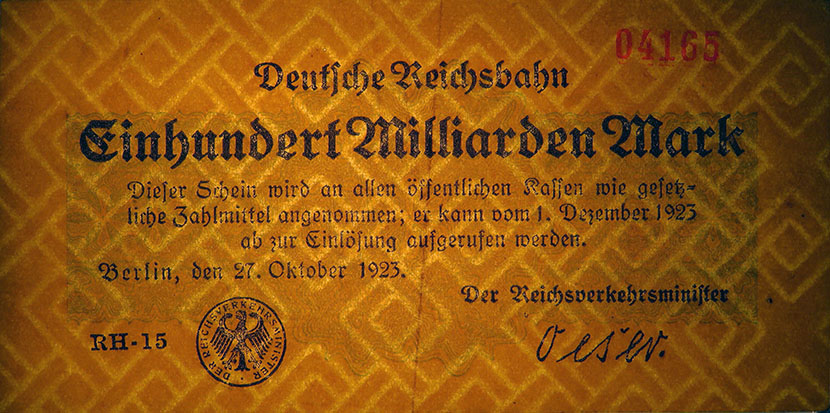 04165
Deutsche Reichsbahn
Einhundert Milliarden Mark
Dieser Schein wird an allen öffentlichen Kassen wie gesetz-
liche Zahlmittel angenommen; er kann vom 1. Dezember 1923
ab zur Einlösung aufgerufen werden.
Berlin, den 27. Oktober 1923.
Der Reichsverkehrsminister
RH-15
DER REICHSVERKEHRSMINISTER
Oeser.